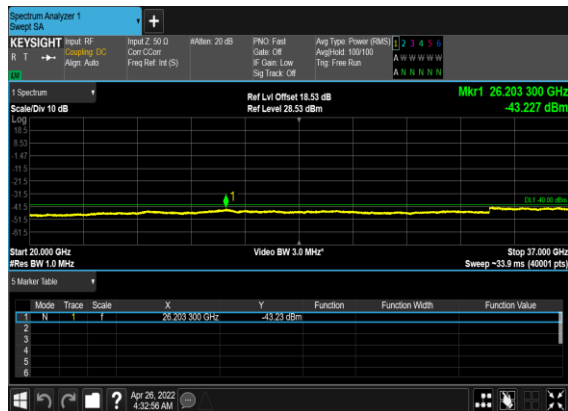 Spectrum Analyzer 1
Swept SA
+
KEYSIGHT Input: RF Input Z: 50 Ω #Atten: 20 dB PNO: Fast Avg Type: Power (RMS) 1 2 3 4 5 6
R T Coupling: DC Corr CCorr Gate: Off Avg|Hold: 100/100 A W W W W W
Align: Auto Freq Ref: Int (S) IF Gain: Low Trig: Free Run
Sig Track: Off A N N N N N
1 Spectrum Ref Lvl Offset 18.53 dB Mkr1 26.203 300 GHz
Scale/Div 10 dB Ref Level 28.53 dBm -43.227 dBm
Log
18.5
8.53
-1.47
-11.5
-21.5
-31.5 1 DL1 -40.00 dBm
-41.5
-51.5
-61.5
Start 20.000 GHz Video BW 3.0 MHz* Stop 37.000 GHz
#Res BW 1.0 MHz Sweep ~33.9 ms (40001 pts)
5 Marker Table
Mode Trace Scale X Y Function Function Width Function Value
1 N 1 f 26.203 300 GHz -43.23 dBm
2
3
4
5
6
? Apr 26, 2022
4:32:56 AM